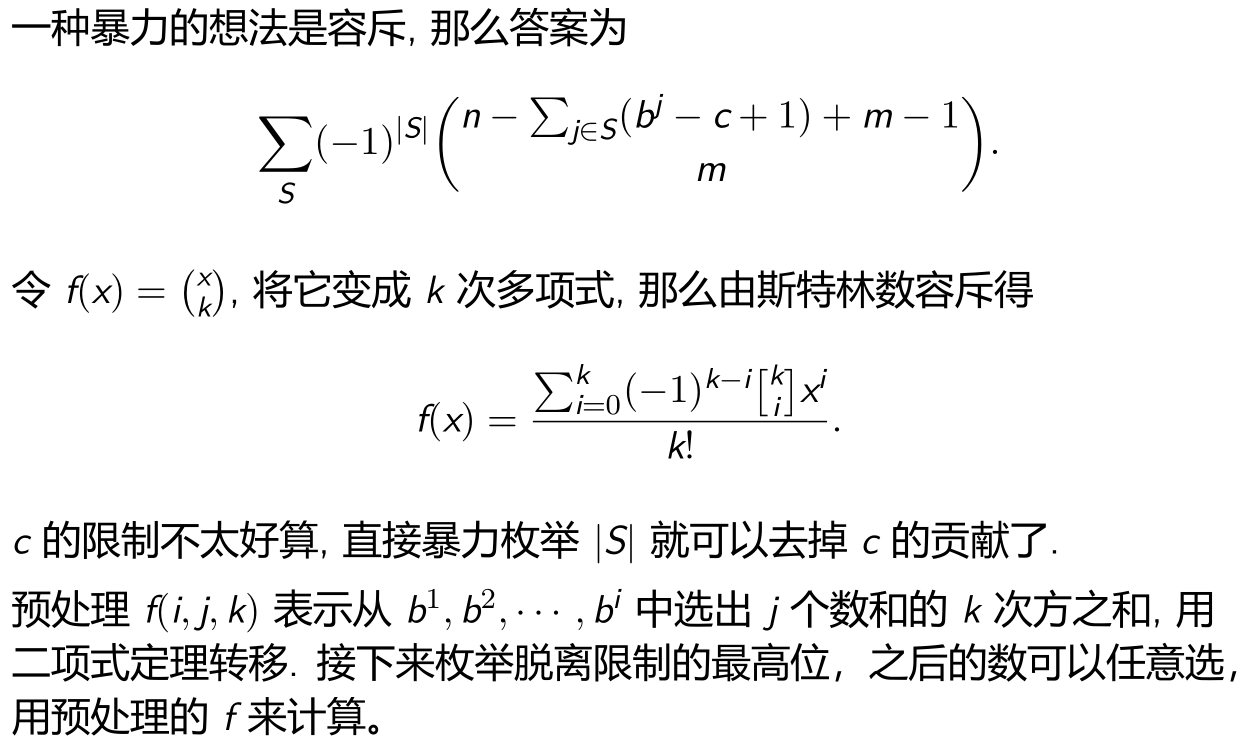 一种暴力的想法是容斥, 那么答案为
$$\sum_{S}(-1)^{|S|}\binom{n-\sum_{j\in S}(b^j-c+1)+m-1}{m}.$$
令 $f(x)=\binom{x}{k}$, 将它变成 $k$ 次多项式, 那么由斯特林数容斥得
$$f(x)=\frac{\sum_{i=0}^{k}(-1)^{k-i}{k\brack i}x^i}{k!}.$$
$c$ 的限制不太好算, 直接暴力枚举 $|S|$ 就可以去掉 $c$ 的贡献了.
预处理 $f(i,j,k)$ 表示从 $b^1,b^2,\cdots,b^i$ 中选出 $j$ 个数和的 $k$ 次方之和, 用
二项式定理转移. 接下来枚举脱离限制的最高位，之后的数可以任意选，
用预处理的 $f$ 来计算。